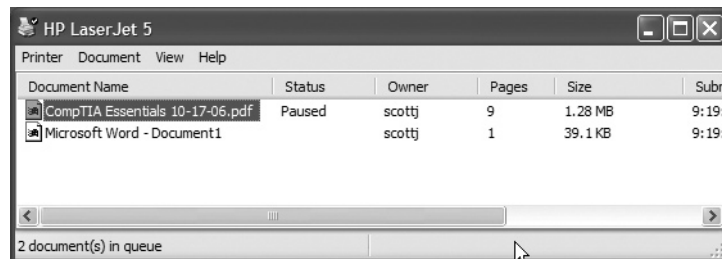 HP LaserJet 5
Printer Document View Help
Document Name Status Owner Pages Size Subr
CompTIA Essentials 10-17-06.pdf Paused scottj 9 1.28 MB 9:19:
Microsoft Word - Document1 scottj 1 39.1 KB 9:19:
2 document(s) in queue